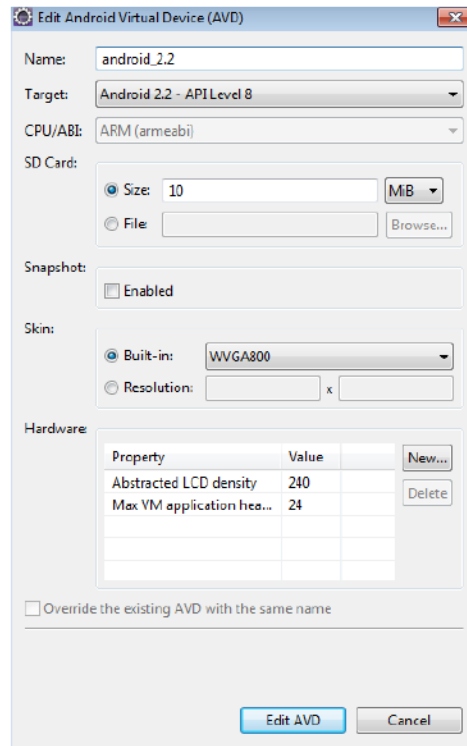 Edit Android Virtual Device (AVD)
Name: android_2.2
Target: Android 2.2 - API Level 8
CPU/ABI: ARM (armeabi)
SD Card:
Size: 10 MiB
File: Browse...
Snapshot:
Enabled
Skin:
Built-in: WVGA800
Resolution: x
Hardware:
Property Value New...
Abstracted LCD density 240 Delete
Max VM application hea... 24
Override the existing AVD with the same name
Edit AVD Cancel